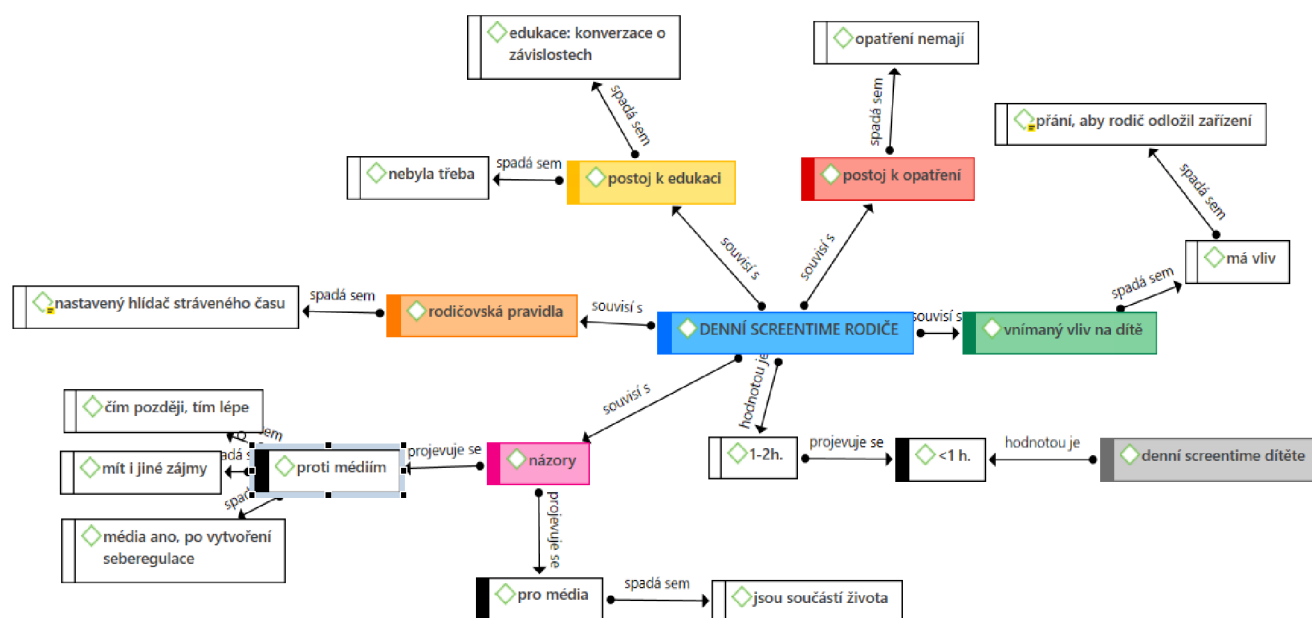 edukace: konverzace o
závislostech
opatření nemají
spadá sem
spadá sem
přání, aby rodič odložil zařízení
nebyla třeba
spadá sem
postoj k edukaci
postoj k opatření
spadá sem
souvisí s
souvisí s
má vliv
spadá sem
nastavený hlídač stráveného času
spadá sem
rodičovská pravidla
souvisí s
DENNÍ SCREENTIME RODIČE
souvisí s
vnímaný vliv na dítě
souvisí s
hodnotou je
čím později, tím lépe
sem
mít i jiné zájmy
proti médiím
projevuje se
názory
1-2h.
projevuje se
<1 h.
hodnotou je
denní screentime dítěte
média ano, po vytvoření
seberegulace
projevuje se
pro média
spadá sem
jsou součástí života